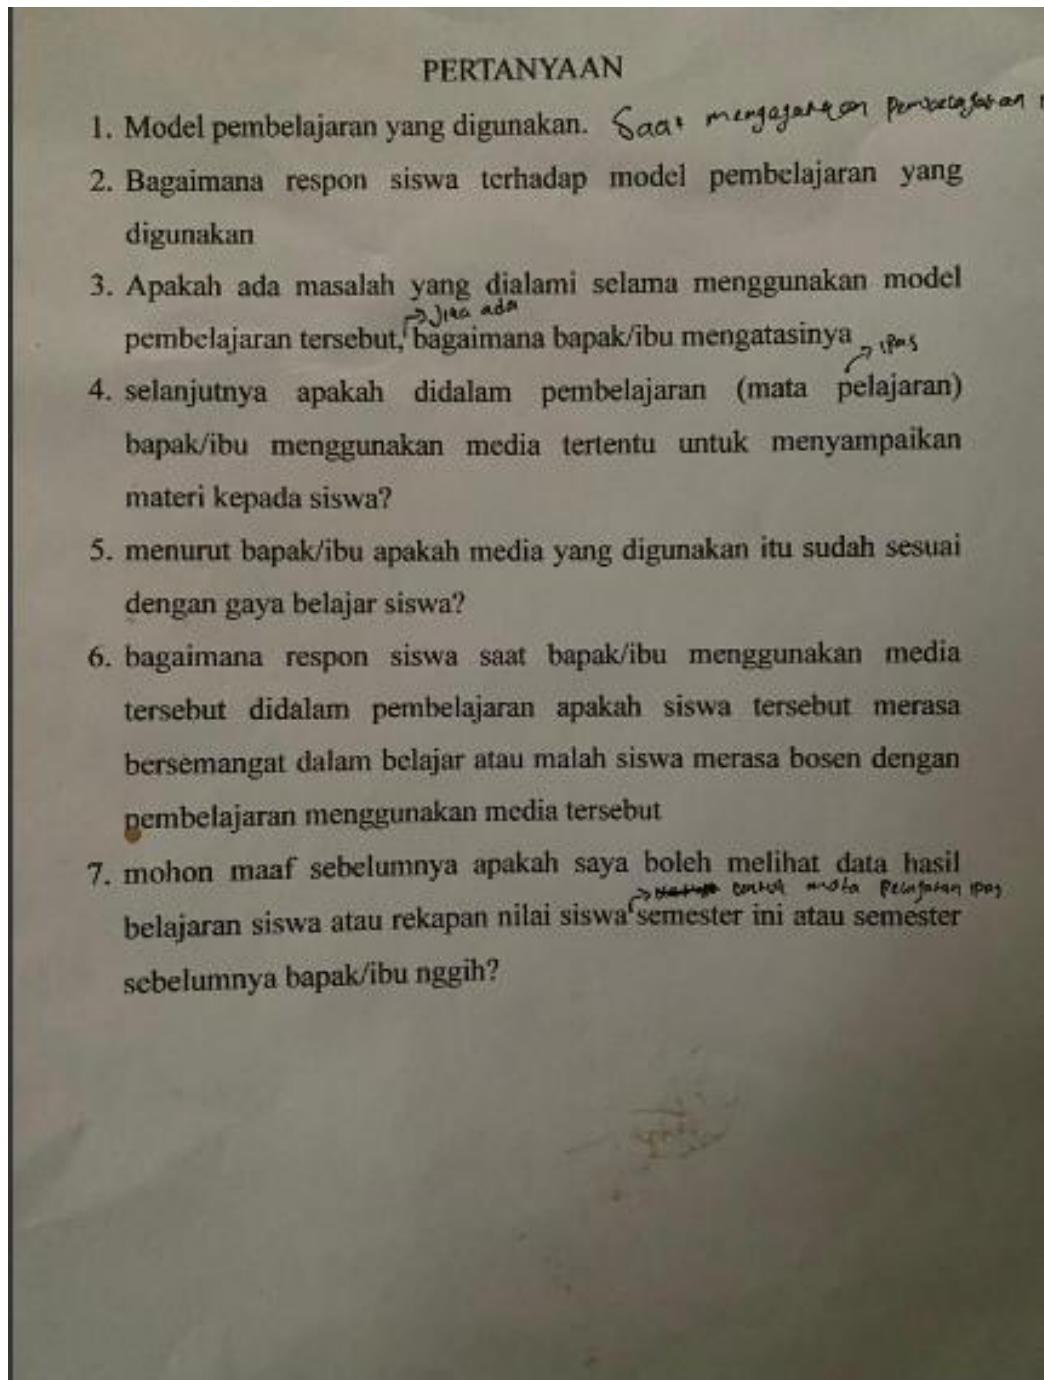 PERTANYAAN
1. Model pembelajaran yang digunakan. Saat mengajarkan pembelajaran
2. Bagaimana respon siswa terhadap model pembelajaran yang
digunakan
3. Apakah ada masalah yang dialami selama menggunakan model
→ Jika ada
pembelajaran tersebut, bagaimana bapak/ibu mengatasinya
→ ipas
4. selanjutnya apakah didalam pembelajaran (mata pelajaran)
bapak/ibu menggunakan media tertentu untuk menyampaikan
materi kepada siswa?
5. menurut bapak/ibu apakah media yang digunakan itu sudah sesuai
dengan gaya belajar siswa?
6. bagaimana respon siswa saat bapak/ibu menggunakan media
tersebut didalam pembelajaran apakah siswa tersebut merasa
bersemangat dalam belajar atau malah siswa merasa bosen dengan
pembelajaran menggunakan media tersebut
7. mohon maaf sebelumnya apakah saya boleh melihat data hasil
→ mata pelajaran ipas
belajaran siswa atau rekapan nilai siswa semester ini atau semester
sebelumnya bapak/ibu nggih?